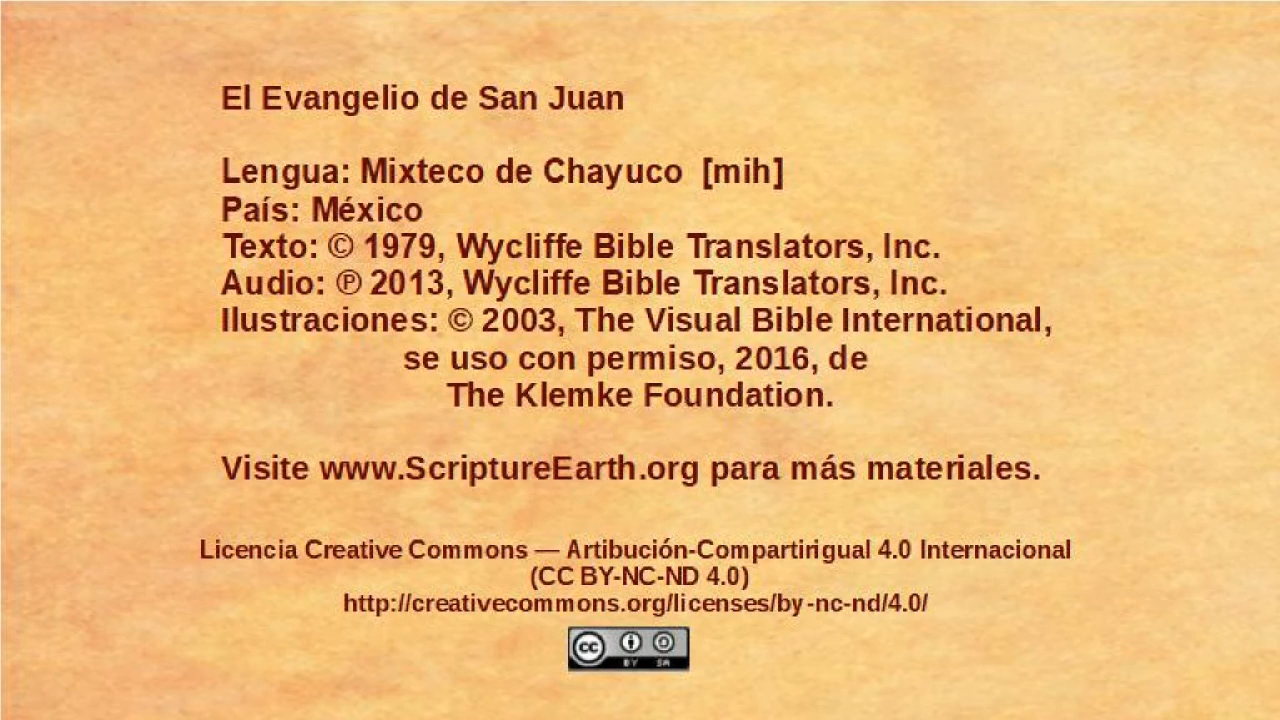 El Evangelio de San Juan
Lengua: Mixteco de Chayuco [mih]
País: México
Texto: © 1979, Wycliffe Bible Translators, Inc.
Audio: ℗ 2013, Wycliffe Bible Translators, Inc.
Ilustraciones: © 2003, The Visual Bible International,
se uso con permiso, 2016, de
The Klemke Foundation.
Visite www.ScriptureEarth.org para más materiales.
Licencia Creative Commons — Artibución-Compartirigual 4.0 Internacional
(CC BY-NC-ND 4.0)
http://creativecommons.org/licenses/by-nc-nd/4.0/
cc
BY SA